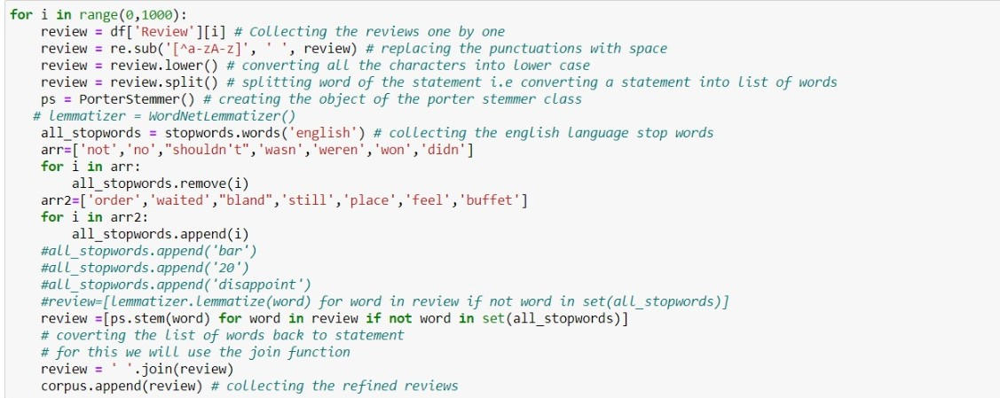 for i in range(0,1000):
    review = df['Review'][i] # Collecting the reviews one by one
    review = re.sub('[^a-zA-z]', ' ', review) # replacing the punctuations with space
    review = review.lower() # converting all the characters into lower case
    review = review.split() # splitting word of the statement i.e converting a statement into list of words
    ps = PorterStemmer() # creating the object of the porter stemmer class
   # lemmatizer = WordNetLemmatizer()
    all_stopwords = stopwords.words('english') # collecting the english language stop words
    arr=['not','no',"shouldn't",'wasn','weren','won','didn']
    for i in arr:
        all_stopwords.remove(i)
    arr2=['order','waited',"bland",'still','place','feel','buffet']
    for i in arr2:
        all_stopwords.append(i)
    #all_stopwords.append('bar')
    #all_stopwords.append('20')
    #all_stopwords.append('disappoint')
    #review=[lemmatizer.lemmatize(word) for word in review if not word in set(all_stopwords)]
    review =[ps.stem(word) for word in review if not word in set(all_stopwords)]
    # coverting the list of words back to statement
    # for this we will use the join function
    review = ' '.join(review)
    corpus.append(review) # collecting the refined reviews